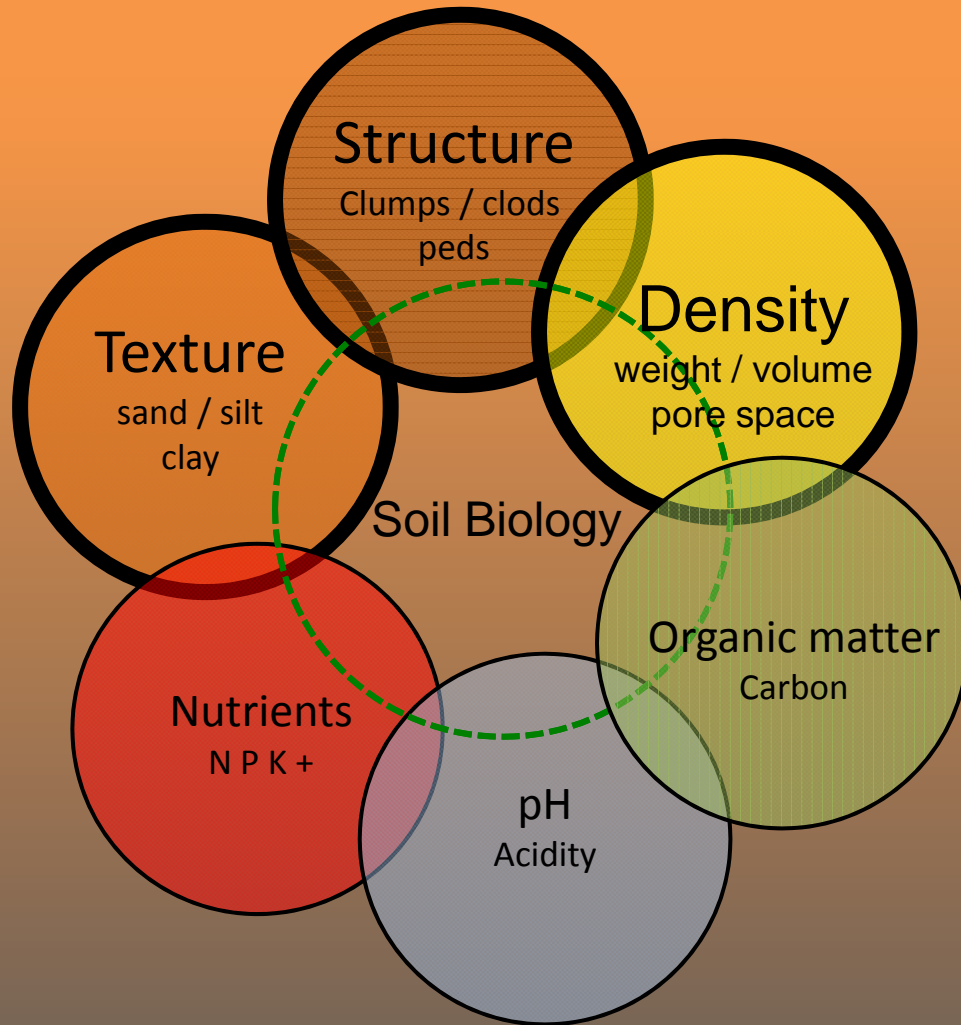 Structure
Clumps / clods
peds
Density
weight / volume
pore space
Texture
sand / silt
clay
Soil Biology
Organic matter
Carbon
Nutrients
N P K +
pH
Acidity